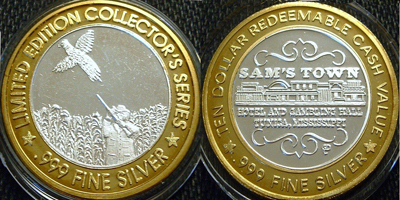 LIMITED EDITION COLLECTOR'S SERIES
.999 FINE SILVER
TEN DOLLAR REDEEMABLE CASH VALUE
SAM'S TOWN
HOTEL AND GAMBLING HALL
TUNICA, MISSISSIPPI
.999 FINE SILVER